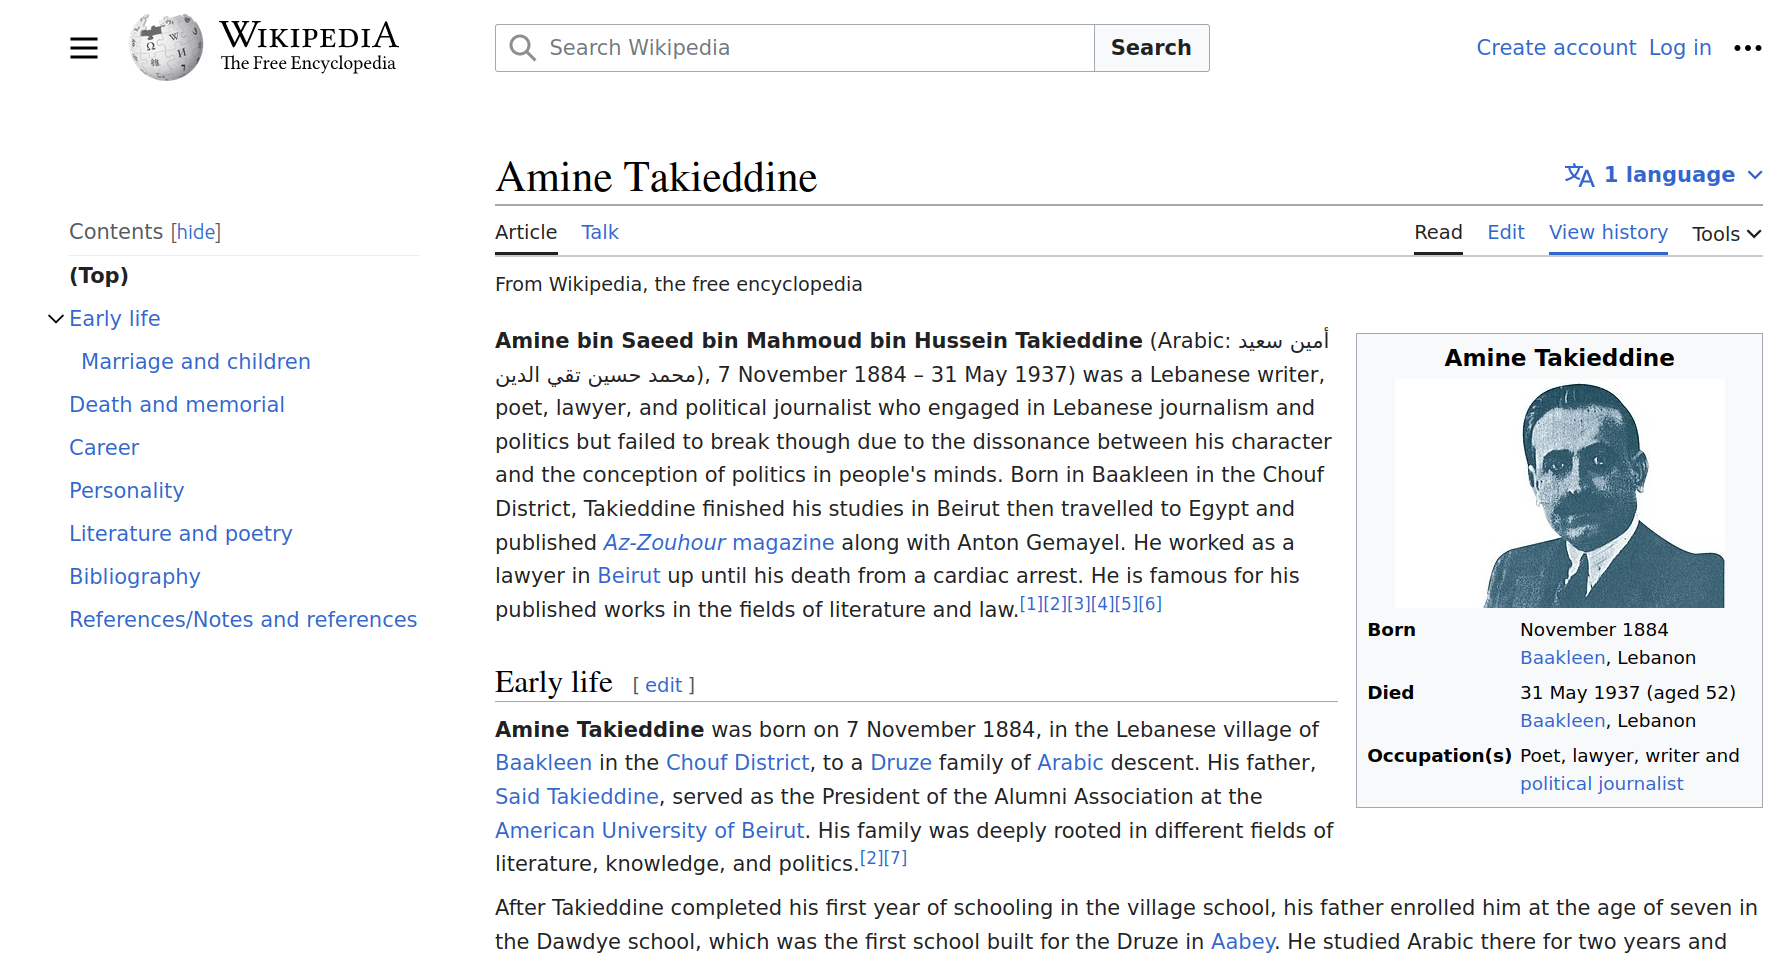 WIKIPEDIA
The Free Encyclopedia
Search Wikipedia
Search
Create account
Log in
Contents [hide]
(Top)
Early life
Marriage and children
Death and memorial
Career
Personality
Literature and poetry
Bibliography
References/Notes and references
Amine Takieddine
1 language
Article
Talk
Read
Edit
View history
Tools
From Wikipedia, the free encyclopedia
Amine bin Saeed bin Mahmoud bin Hussein Takieddine (Arabic: أمين سعيد
محمد حسين تقي الدين), 7 November 1884 – 31 May 1937) was a Lebanese writer,
poet, lawyer, and political journalist who engaged in Lebanese journalism and
politics but failed to break though due to the dissonance between his character
and the conception of politics in people's minds. Born in Baakleen in the Chouf
District, Takieddine finished his studies in Beirut then travelled to Egypt and
published Az-Zouhour magazine along with Anton Gemayel. He worked as a
lawyer in Beirut up until his death from a cardiac arrest. He is famous for his
published works in the fields of literature and law.[1][2][3][4][5][6]
Amine Takieddine
Born November 1884
Baakleen, Lebanon
Died 31 May 1937 (aged 52)
Baakleen, Lebanon
Occupation(s) Poet, lawyer, writer and
political journalist
Early life [ edit ]
Amine Takieddine was born on 7 November 1884, in the Lebanese village of
Baakleen in the Chouf District, to a Druze family of Arabic descent. His father,
Said Takieddine, served as the President of the Alumni Association at the
American University of Beirut. His family was deeply rooted in different fields of
literature, knowledge, and politics.[2][7]
After Takieddine completed his first year of schooling in the village school, his father enrolled him at the age of seven in
the Dawdye school, which was the first school built for the Druze in Aabey. He studied Arabic there for two years and